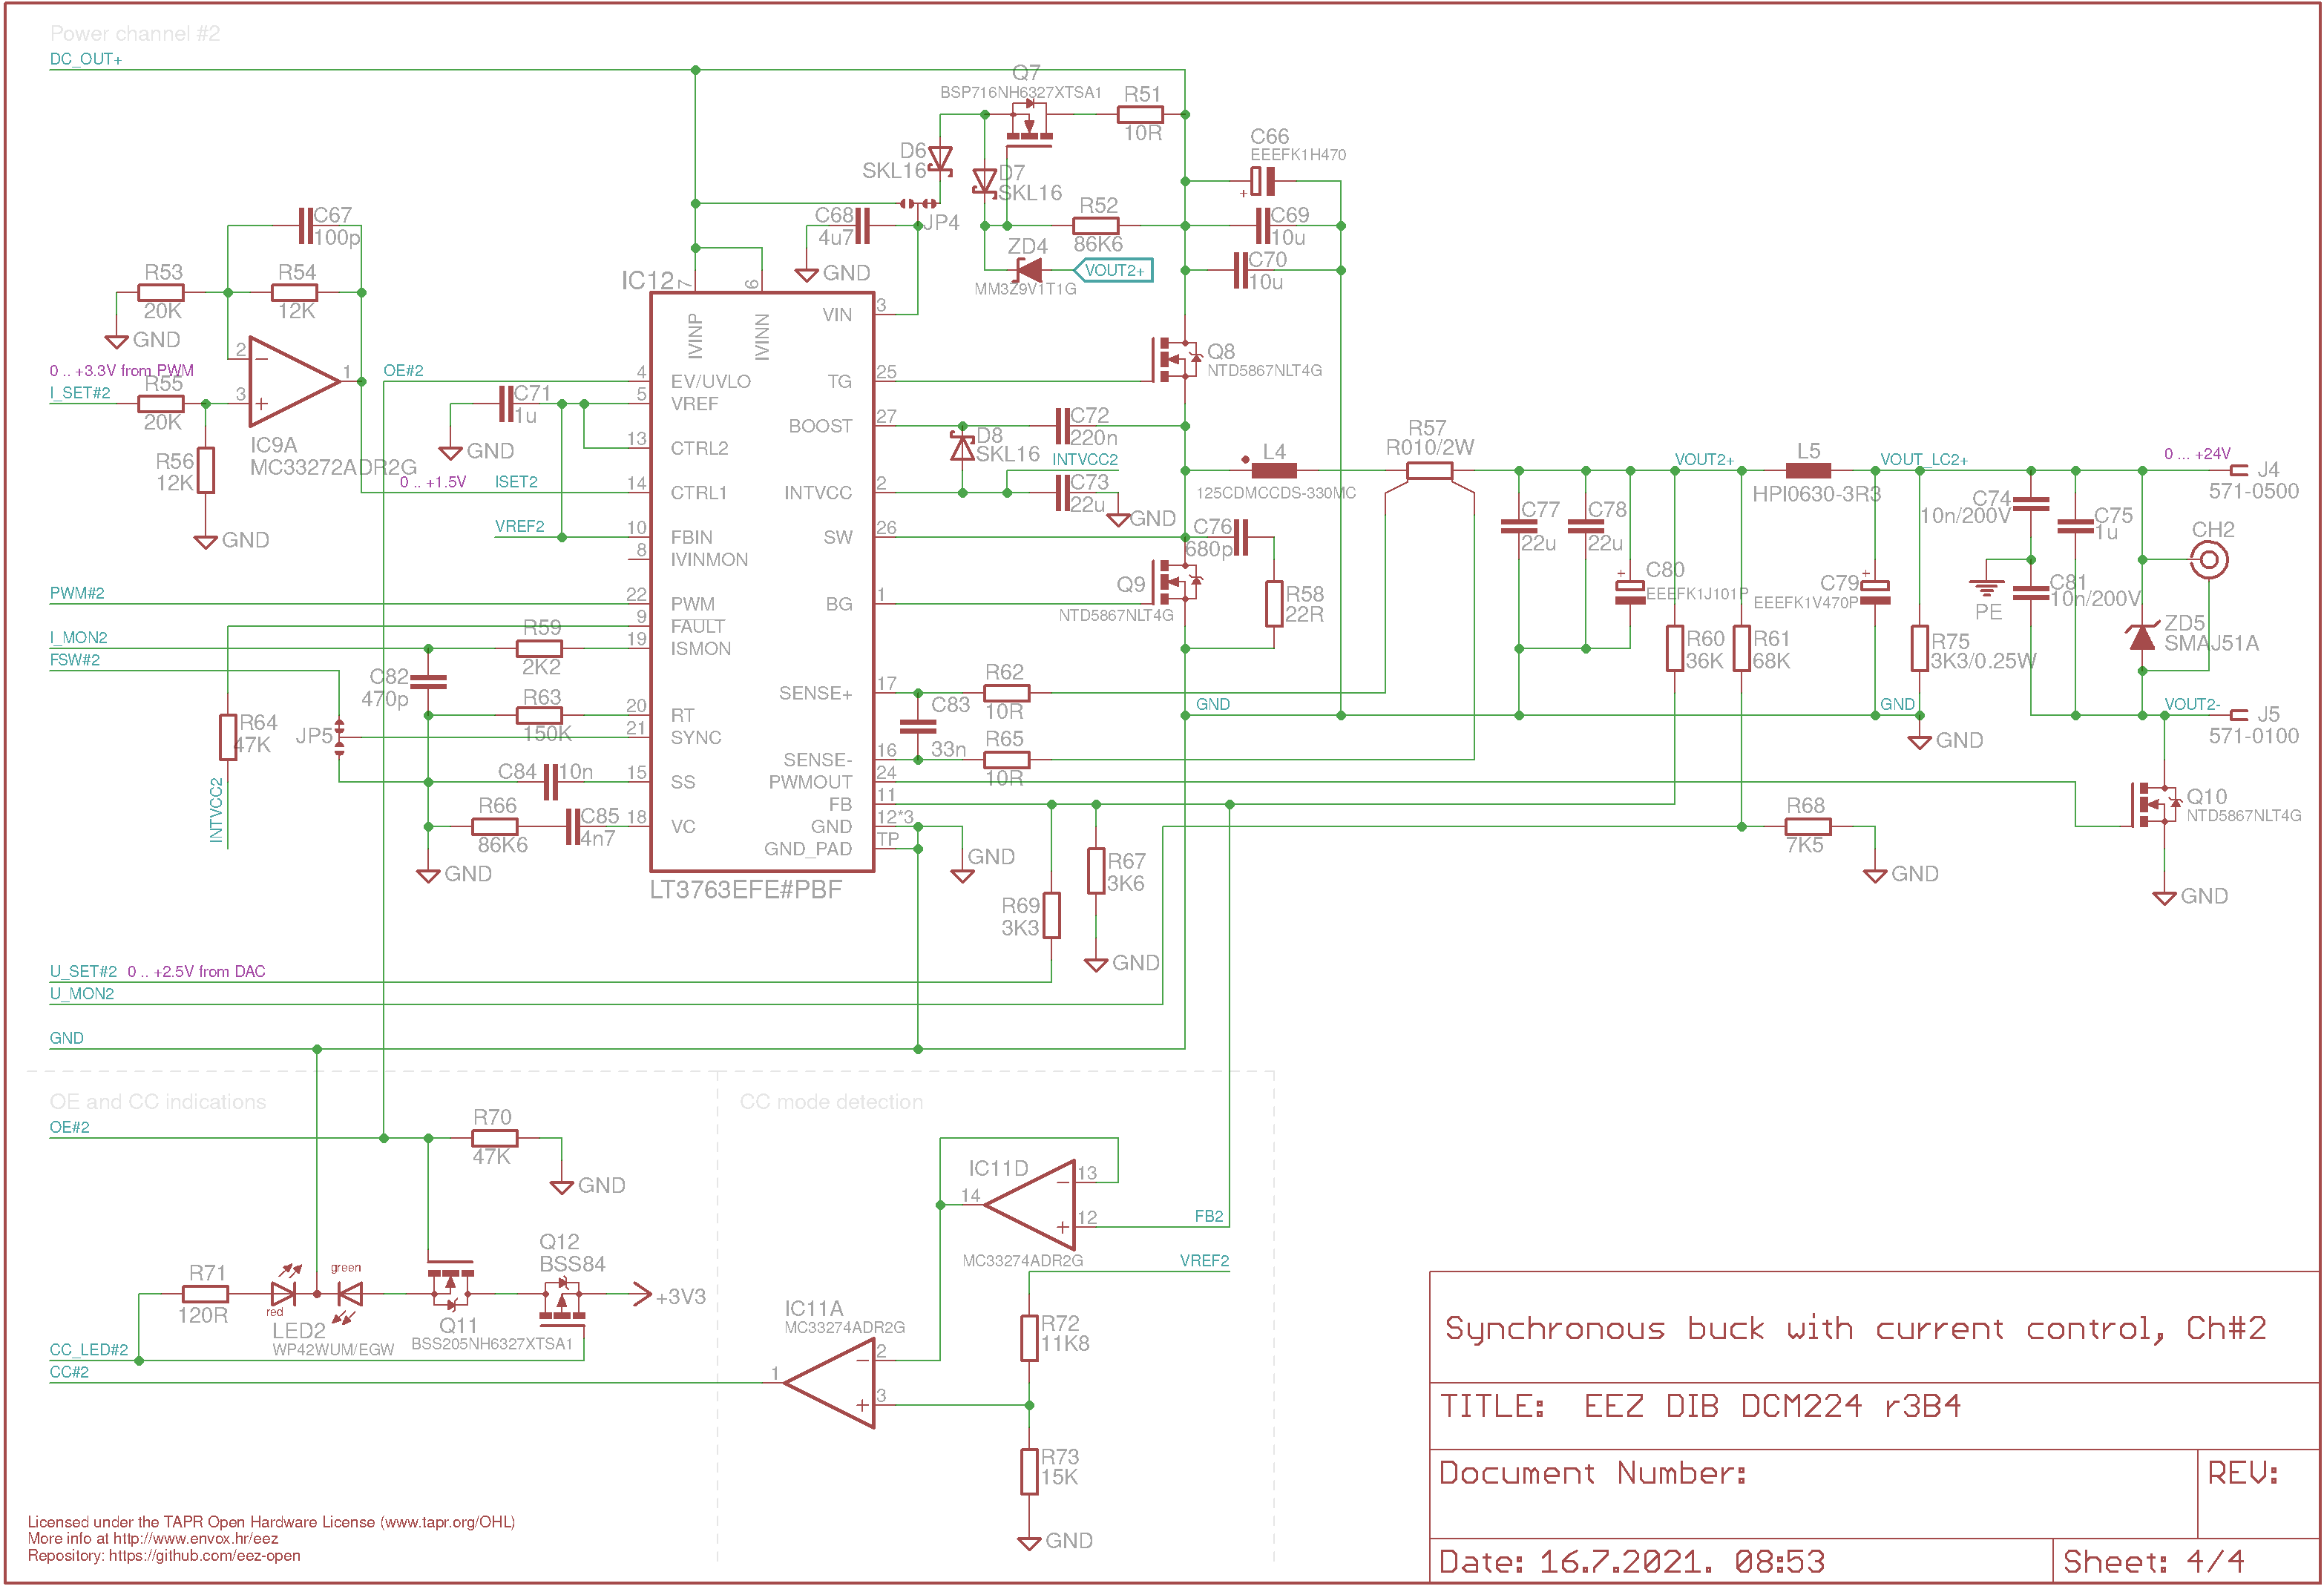 Power channel #2
DC_OUT+
Q7
BSP716NH6327XTSA1
R51
10R
D6
SKL16
D7
SKL16
C66
EEEFK1H470
+
C67
100p
C68
4u7
JP4
R52
86K6
C69
10u
ZD4
VOUT2+
MM3Z9V1T1G
C70
10u
R53
20K
R54
12K
GND
GND
IC12
7
6
IVINP
IVINN
VIN
3
2
3
1
0 .. +3.3V from PWM
I_SET#2
R55
20K
IC9A
MC33272ADR2G
R56
12K
GND
OE#2
C71
1u
GND
0 .. +1.5V
ISET2
VREF2
4
EV/UVLO
5
VREF
13
CTRL2
14
CTRL1
10
FBIN
8
IVINMON
22
PWM
9
FAULT
19
ISMON
20
RT
21
SYNC
15
SS
18
VC
TG
25
BOOST
27
INTVCC
2
SW
26
BG
1
SENSE+
17
SENSE-
16
PWMOUT
24
FB
11
GND
12*3
GND_PAD
TP
LT3763EFE#PBF
Q8
NTD5867NLT4G
D8
SKL16
C72
220n
INTVCC2
C73
22u
GND
L4
125CDMCCDS-330MC
R57
R010/2W
C76
680p
Q9
NTD5867NLT4G
R58
22R
C77
22u
C78
22u
+
C80
EEEFK1J101P
VOUT2+
L5
HPI0630-3R3
VOUT_LC2+
0 ... +24V
J4
571-0500
C74
10n/200V
C75
1u
CH2
PE
C81
10n/200V
+
C79
EEEFK1V470P
R60
36K
R61
68K
R75
3K3/0.25W
ZD5
SMAJ51A
GND
GND
GND
VOUT2-
J5
571-0100
PWM#2
I_MON2
FSW#2
R59
2K2
C82
470p
R63
150K
R64
47K
JP5
INTVCC2
C84
10n
R66
86K6
C85
4n7
GND
R62
10R
C83
33n
R65
10R
R68
7K5
GND
Q10
NTD5867NLT4G
GND
GND
R69
3K3
R67
3K6
GND
U_SET#2
0 .. +2.5V from DAC
U_MON2
GND
OE and CC indications
OE#2
R70
47K
GND
Q12
BSS84
R71
120R
red
green
LED2
WP42WUM/EGW
Q11
BSS205NH6327XTSA1
+3V3
CC_LED#2
CC#2
CC mode detection
IC11D
13
14
12
FB2
MC33274ADR2G
VREF2
IC11A
MC33274ADR2G
2
1
3
R72
11K8
R73
15K
GND
Synchronous buck with current control, Ch#2
TITLE: EEZ DIB DCM224 r3B4
Document Number:
REV:
Date: 16.7.2021. 08:53
Sheet: 4/4
Licensed under the TAPR Open Hardware License (www.tapr.org/OHL)
More info at http://www.envox.hr/eez
Repository: https://github.com/eez-open